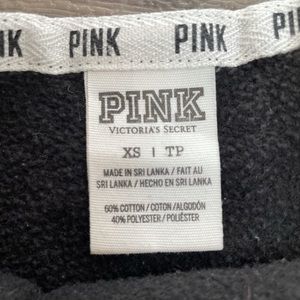 PINK PINK PINK
PINK
VICTORIA'S SECRET
XS | TP
MADE IN SRI LANKA / FAIT AU
SRI LANKA / HECHO EN SRI LANKA
60% COTTON / COTON / ALGODÓN
40% POLYESTER / POLIÉSTER